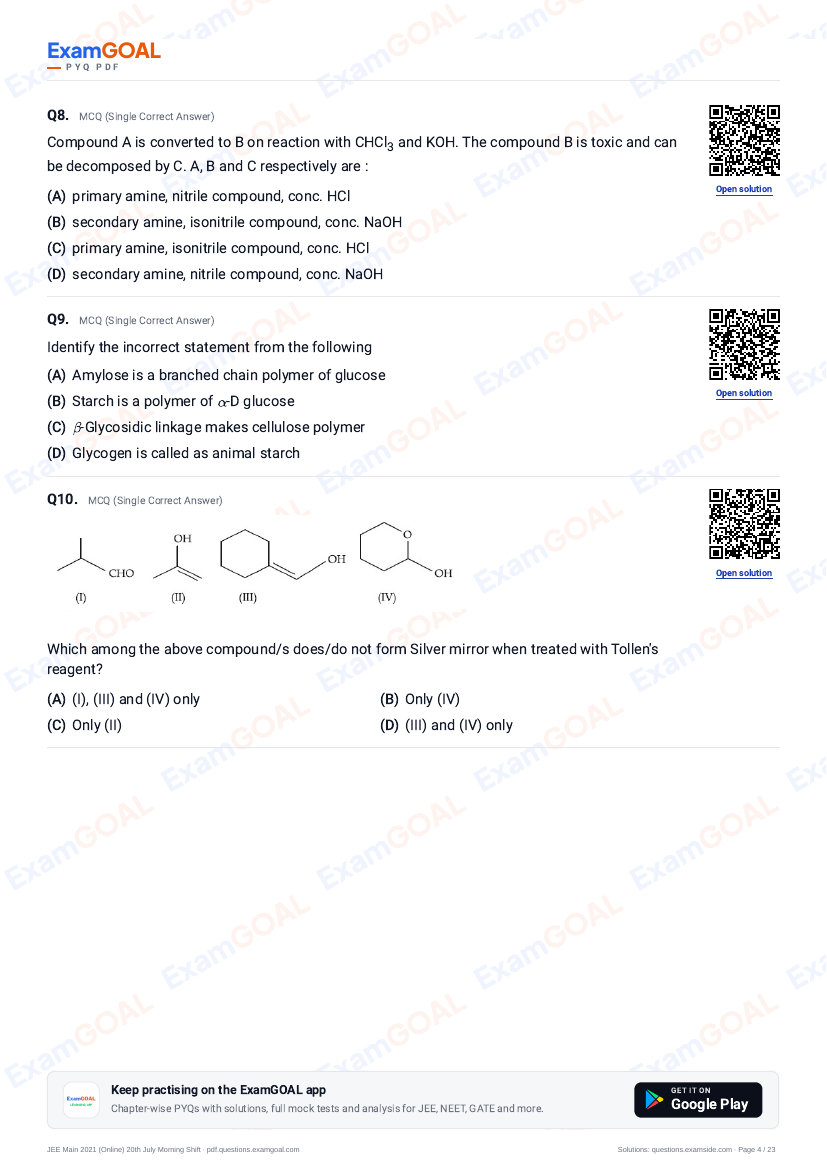 ExamGOAL
PYQ PDF
Q8. MCQ (Single Correct Answer)
Compound A is converted to B on reaction with CHCl3 and KOH. The compound B is toxic and can
be decomposed by C. A, B and C respectively are :
(A) primary amine, nitrile compound, conc. HCl
(B) secondary amine, isonitrile compound, conc. NaOH
(C) primary amine, isonitrile compound, conc. HCl
(D) secondary amine, nitrile compound, conc. NaOH
Open solution
Q9. MCQ (Single Correct Answer)
Identify the incorrect statement from the following
(A) Amylose is a branched chain polymer of glucose
(B) Starch is a polymer of α-D glucose
(C) β-Glycosidic linkage makes cellulose polymer
(D) Glycogen is called as animal starch
Open solution
Q10. MCQ (Single Correct Answer)
CHO OH OH O OH
(I) (II) (III) (IV)
Open solution
Which among the above compound/s does/do not form Silver mirror when treated with Tollen's
reagent?
(A) (I), (III) and (IV) only (B) Only (IV)
(C) Only (II) (D) (III) and (IV) only
ExamGOAL
Keep practising on the ExamGOAL app
Chapter-wise PYQs with solutions, full mock tests and analysis for JEE, NEET, GATE and more.
GET IT ON
Google Play
JEE Main 2021 (Online) 20th July Morning Shift · pdf.questions.examgoal.com Solutions: questions.examside.com · Page 4 / 23